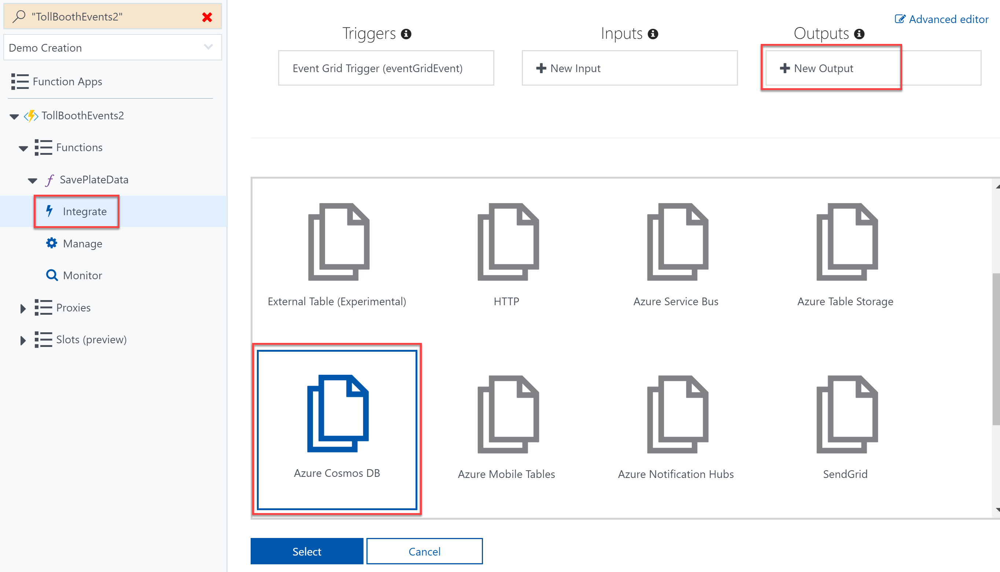 "TollBoothEvents2"
Demo Creation
Function Apps
TollBoothEvents2
Functions
SavePlateData
Integrate
Manage
Monitor
Proxies
Slots (preview)
Advanced editor
Triggers
Inputs
Outputs
Event Grid Trigger (eventGridEvent)
New Input
New Output
External Table (Experimental)
HTTP
Azure Service Bus
Azure Table Storage
Azure Cosmos DB
Azure Mobile Tables
Azure Notification Hubs
SendGrid
Select
Cancel